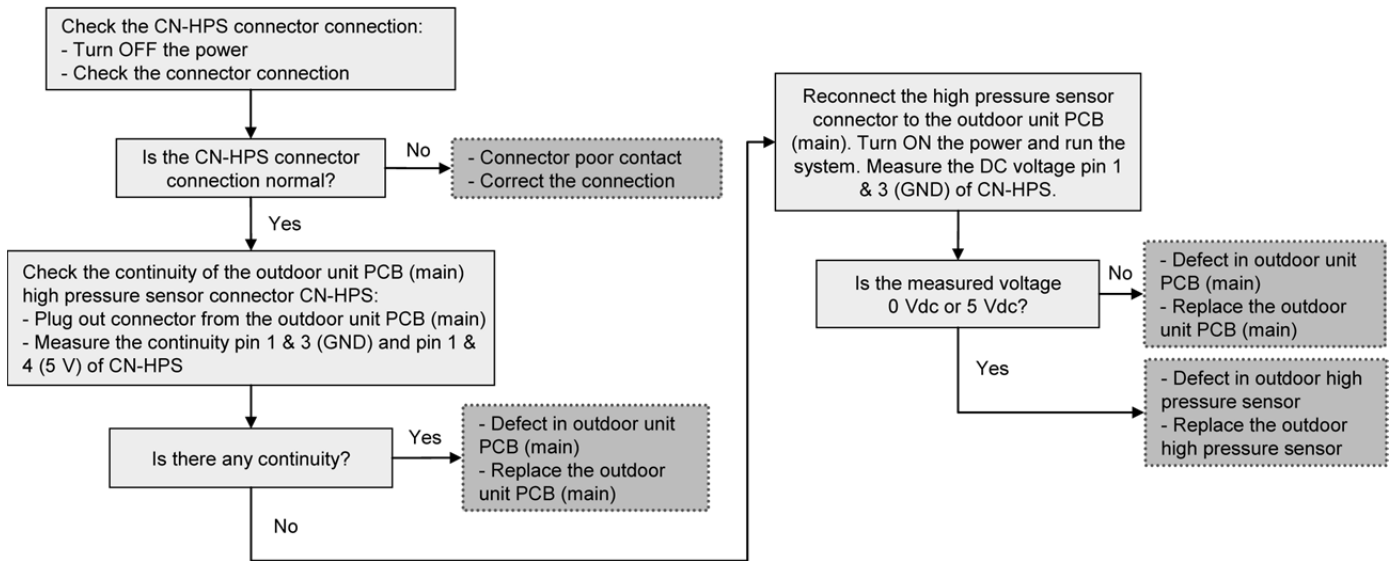 Check the CN-HPS connector connection:
- Turn OFF the power
- Check the connector connection
Is the CN-HPS connector
connection normal?
No
- Connector poor contact
- Correct the connection
Yes
Check the continuity of the outdoor unit PCB (main)
high pressure sensor connector CN-HPS:
- Plug out connector from the outdoor unit PCB (main)
- Measure the continuity pin 1 & 3 (GND) and pin 1 &
4 (5 V) of CN-HPS
Is there any continuity?
Yes
- Defect in outdoor unit
PCB (main)
- Replace the outdoor
unit PCB (main)
No
Reconnect the high pressure sensor
connector to the outdoor unit PCB
(main). Turn ON the power and run the
system. Measure the DC voltage pin 1
& 3 (GND) of CN-HPS.
Is the measured voltage
0 Vdc or 5 Vdc?
No
- Defect in outdoor unit
PCB (main)
- Replace the outdoor
unit PCB (main)
Yes
- Defect in outdoor high
pressure sensor
- Replace the outdoor
high pressure sensor